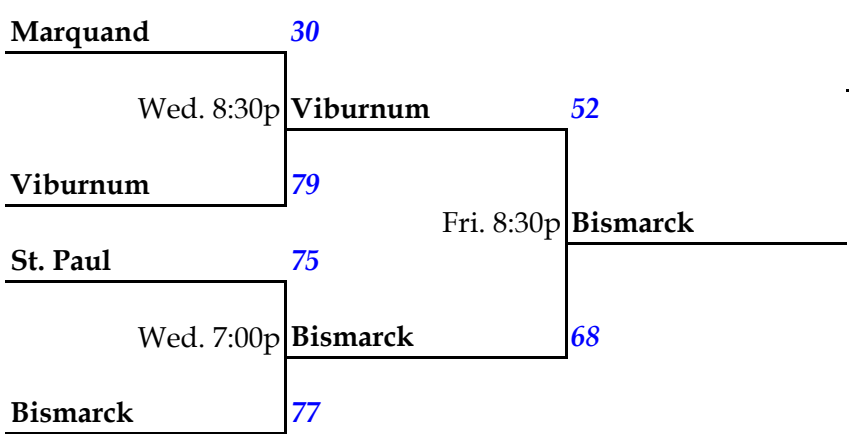 Marquand 30
Wed. 8:30p Viburnum 52
Viburnum 79
Fri. 8:30p Bismarck
St. Paul 75
Wed. 7:00p Bismarck 68
Bismarck 77